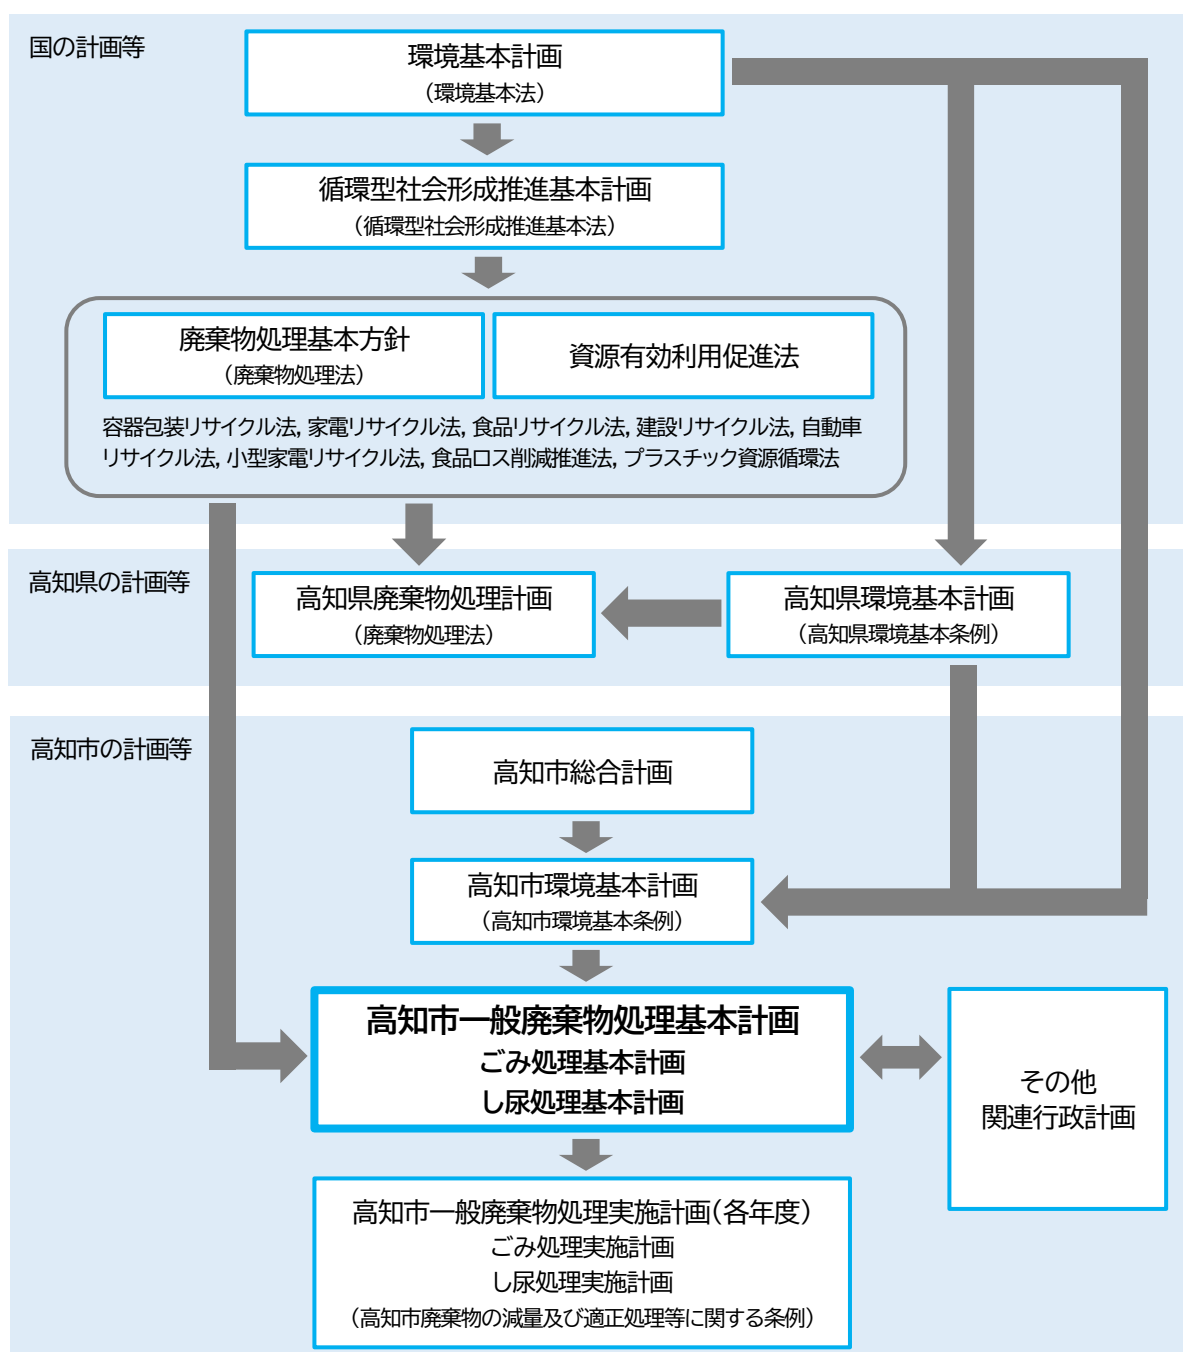 国の計画等
環境基本計画
（環境基本法）
循環型社会形成推進基本計画
（循環型社会形成推進基本法）
廃棄物処理基本方針
（廃棄物処理法）
資源有効利用促進法
容器包装リサイクル法, 家電リサイクル法, 食品リサイクル法, 建設リサイクル法, 自動車
リサイクル法, 小型家電リサイクル法, 食品ロス削減推進法, プラスチック資源循環法
高知県の計画等
高知県廃棄物処理計画
（廃棄物処理法）
高知県環境基本計画
（高知県環境基本条例）
高知市の計画等
高知市総合計画
高知市環境基本計画
（高知市環境基本条例）
高知市一般廃棄物処理基本計画
ごみ処理基本計画
し尿処理基本計画
その他
関連行政計画
高知市一般廃棄物処理実施計画（各年度）
ごみ処理実施計画
し尿処理実施計画
（高知市廃棄物の減量及び適正処理等に関する条例）